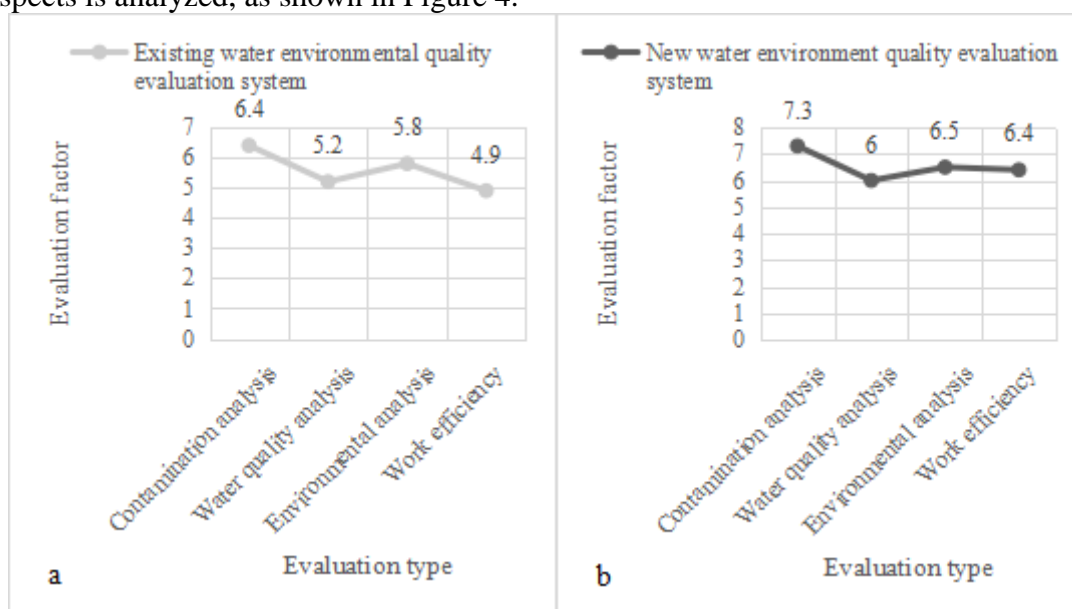 spects is analyzed, as shown in Figure 4.
Existing water environmental quality
evaluation system
6.4
5.2
5.8
4.9
7
6
5
4
3
2
1
0
Evaluation factor
Contamination analysis
Water quality analysis
Environmental analysis
Work efficiency
Evaluation type
a
New water environment quality evaluation
system
7.3
6
6.5
6.4
8
7
6
5
4
3
2
1
0
Evaluation factor
Contamination analysis
Water quality analysis
Environmental analysis
Work efficiency
Evaluation type
b